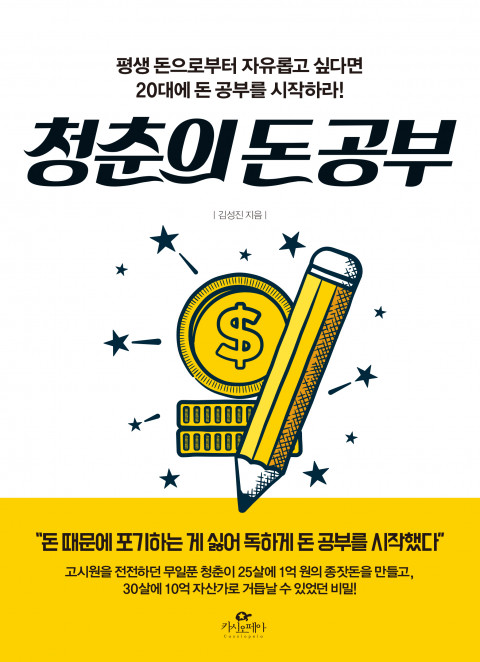 평생 돈으로부터 자유롭고 싶다면
20대에 돈 공부를 시작하라!
청춘의 돈 공부
| 김성진 지음 |
$
"돈 때문에 포기하는 게 싫어 독하게 돈 공부를 시작했다"
고시원을 전전하던 무일푼 청춘이 25살에 1억 원의 종잣돈을 만들고,
30살에 10억 자산가로 거듭날 수 있었던 비밀!
카시오페아
Cassiopeia